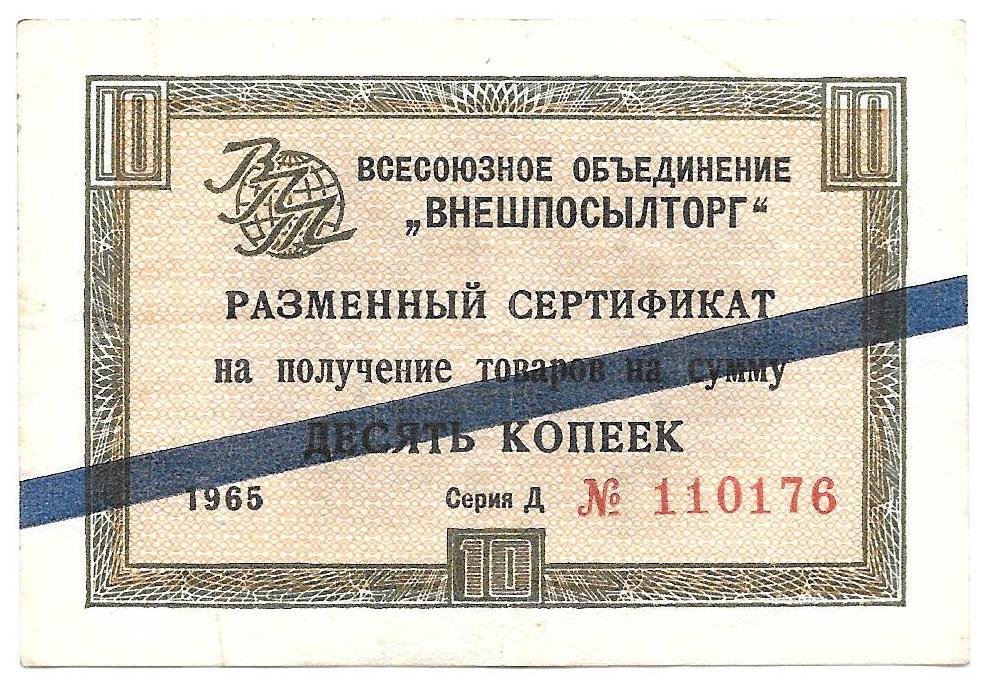 10 10
ВПТ
ВСЕСОЮЗНОЕ ОБЪЕДИНЕНИЕ
„ВНЕШПОСЫЛТОРГ“
РАЗМЕННЫЙ СЕРТИФИКАТ
на получение товаров на сумму
ДЕСЯТЬ КОПЕЕК
1965 Серия Д № 110176
10